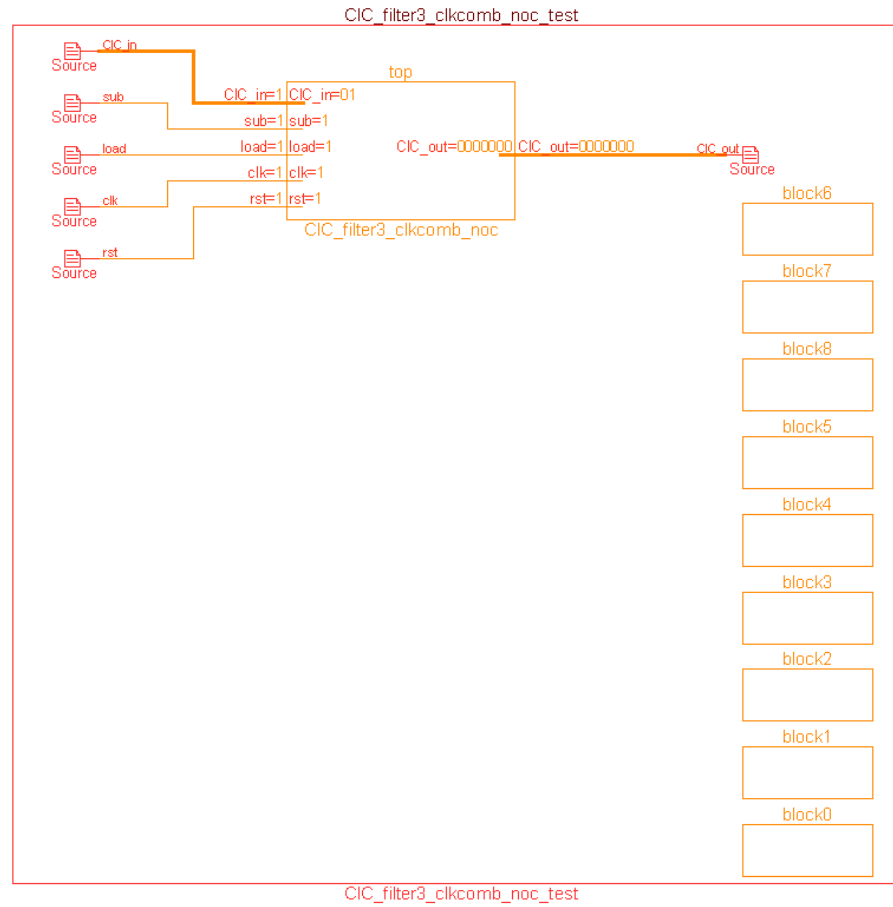 CIC_filter3_clkcomb_noc_test
CIC_in
Source
top
CIC_in=1 CIC_in=01
sub
Source
sub=1 sub=1
load
Source
load=1 load=1
CIC_out=0000000 CIC_out=0000000
CIC_out
Source
clk=1 clk=1
clk
Source
rst=1 rst=1
CIC_filter3_clkcomb_noc
rst
Source
block6
block7
block8
block5
block4
block3
block2
block1
block0
CIC_filter3_clkcomb_noc_test